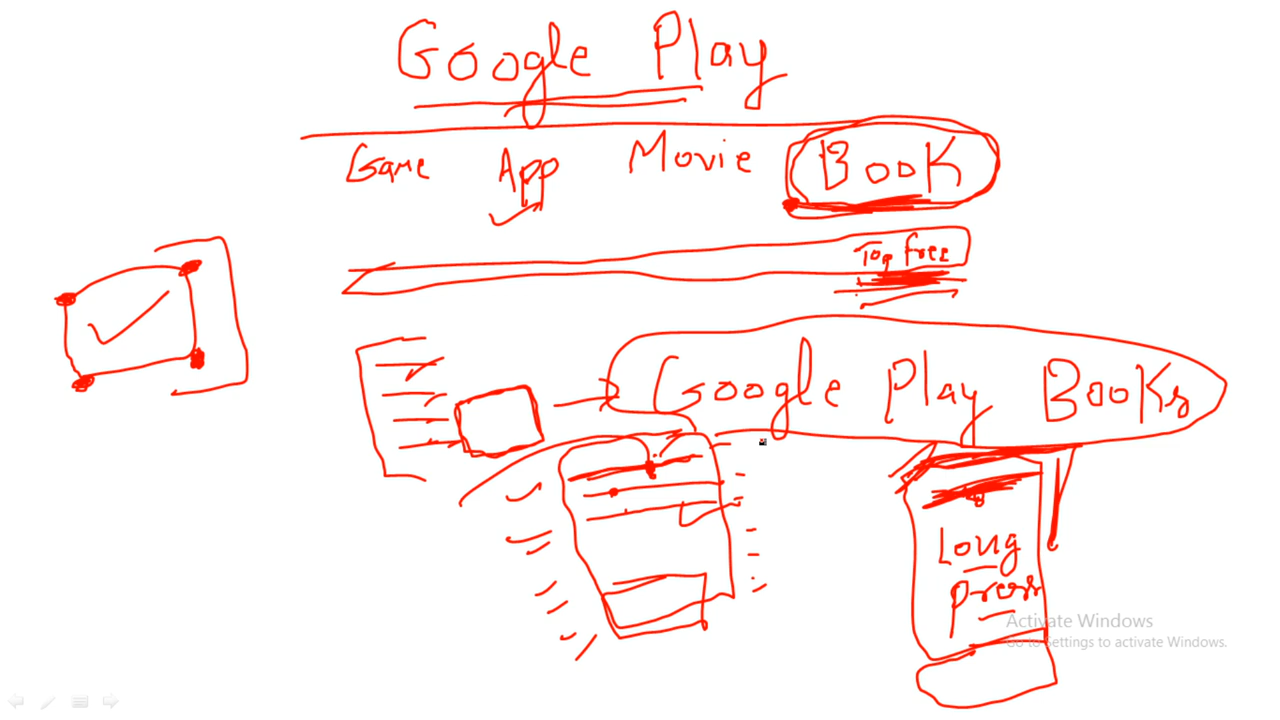 Google Play
Game App Movie Book
Top free
Google Play Books
Long
press
Activate Windows
Go to Settings to activate Windows.